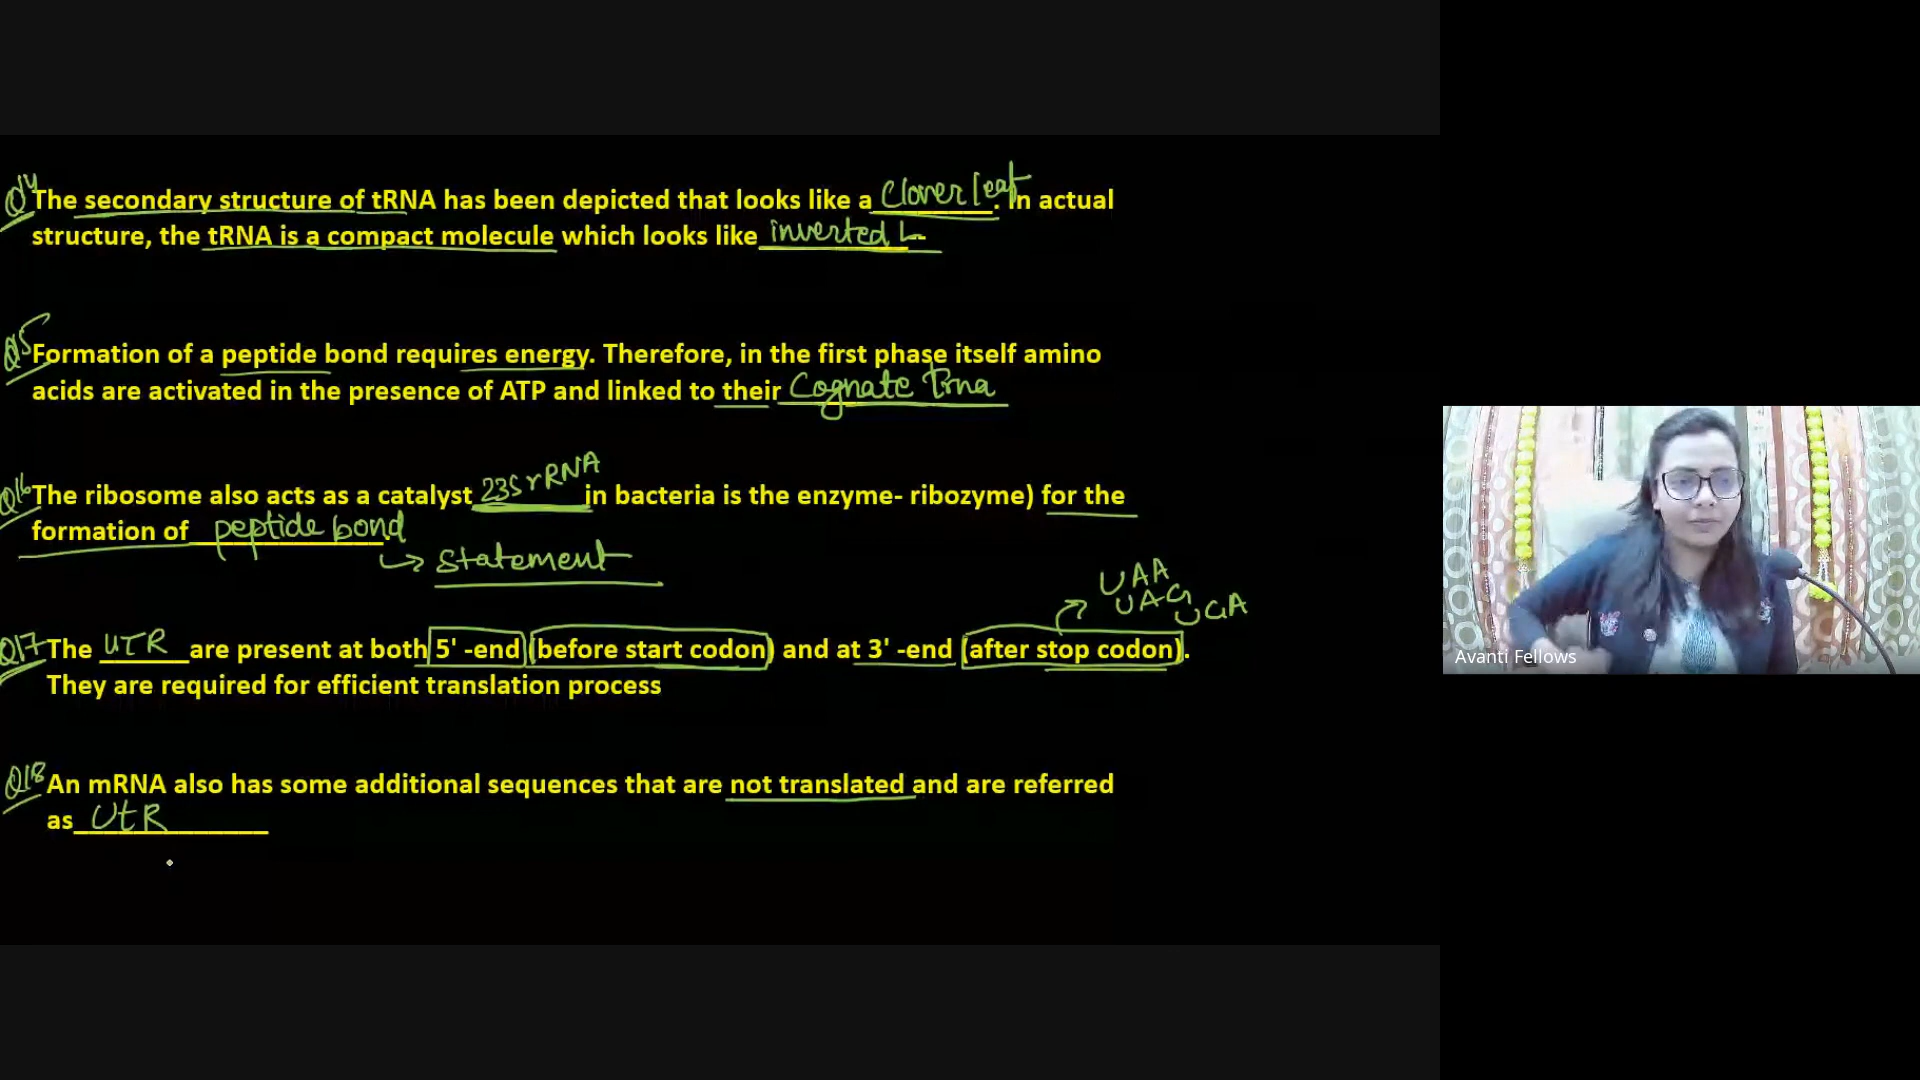 Q14 The secondary structure of tRNA has been depicted that looks like a Clover leaf. In actual
structure, the tRNA is a compact molecule which looks like inverted L
Q15 Formation of a peptide bond requires energy. Therefore, in the first phase itself amino
acids are activated in the presence of ATP and linked to their Cognate trna
Q16 The ribosome also acts as a catalyst 23S rRNA in bacteria is the enzyme- ribozyme) for the
formation of peptide bond
→ statement
UAA
UAG
UGA
Q17 The UTR are present at both 5' -end (before start codon) and at 3' -end (after stop codon).
They are required for efficient translation process
Q18 An mRNA also has some additional sequences that are not translated and are referred
as UtR
Avanti Fellows